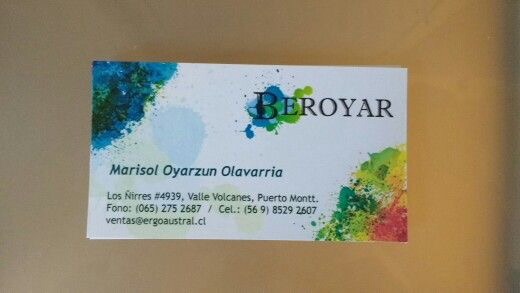 BEROYAR
Marisol Oyarzun Olavarria
Los Ñirres #4939, Valle Volcanes, Puerto Montt.
Fono: (065) 275 2687 / Cel.: (56 9) 8529 2607
ventas@ergoaustral.cl